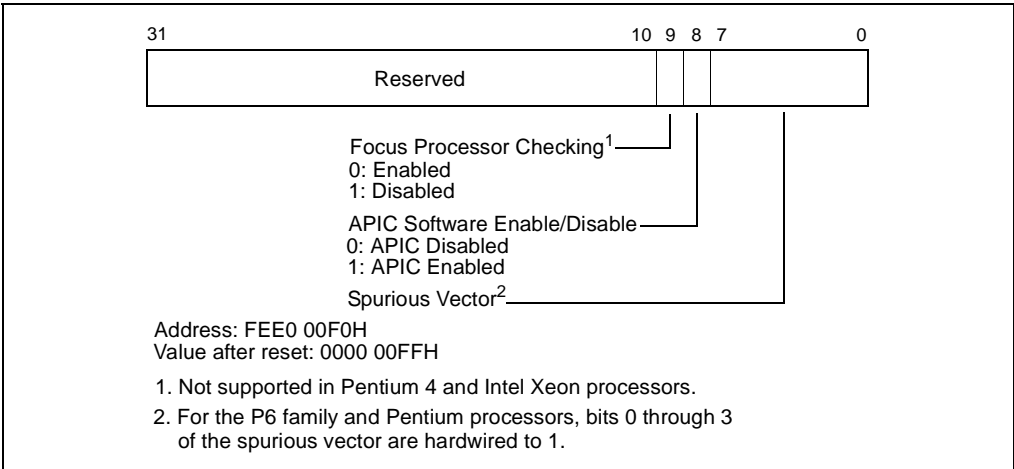 31 10 9 8 7 0
Reserved
Focus Processor Checking1
0: Enabled
1: Disabled
APIC Software Enable/Disable
0: APIC Disabled
1: APIC Enabled
Spurious Vector2
Address: FEE0 00F0H
Value after reset: 0000 00FFH
1. Not supported in Pentium 4 and Intel Xeon processors.
2. For the P6 family and Pentium processors, bits 0 through 3
of the spurious vector are hardwired to 1.